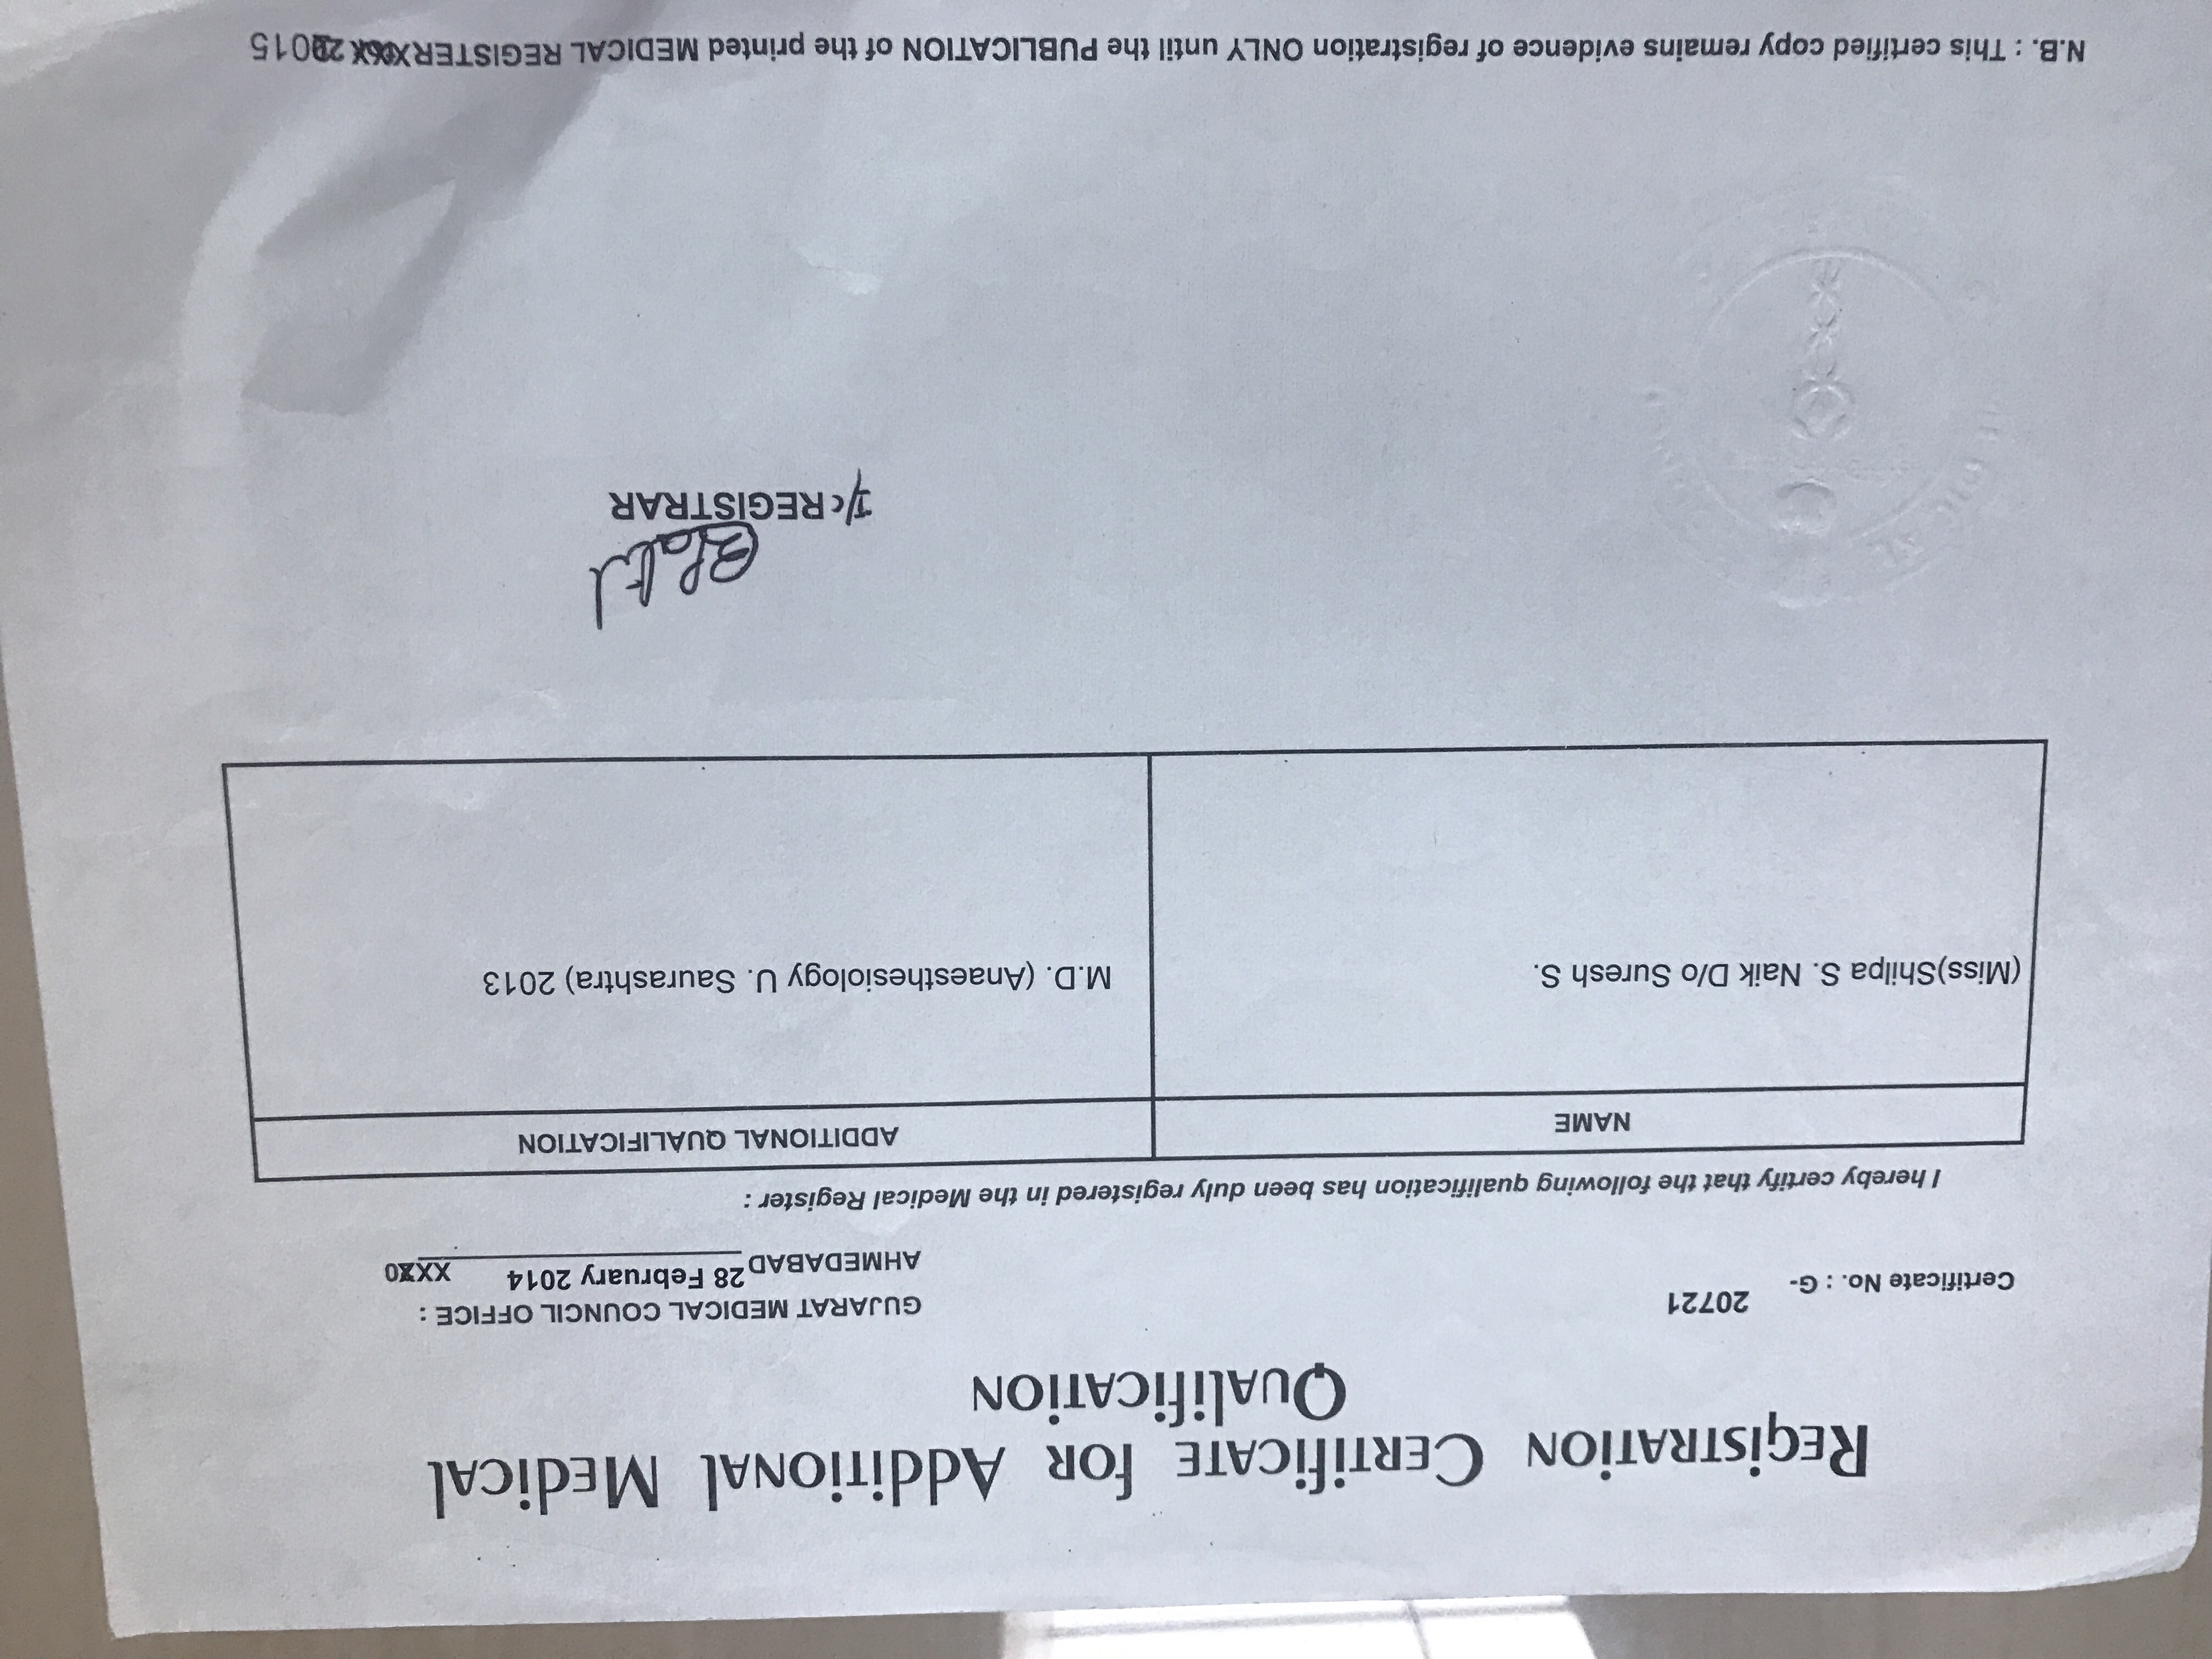 Registration Certificate for Additional Medical
Qualification
Certificate No. : G- 20721
GUJARAT MEDICAL COUNCIL OFFICE :
AHMEDABAD 28 February 2014
I hereby certify that the following qualification has been duly registered in the Medical Register :
NAME ADDITIONAL QUALIFICATION
(Miss)Shilpa S. Naik D/o Suresh S. M.D. (Anaesthesiology U. Saurashtra) 2013
I/c REGISTRAR
N.B. : This certified copy remains evidence of registration ONLY until the PUBLICATION of the printed MEDICAL REGISTER 2015